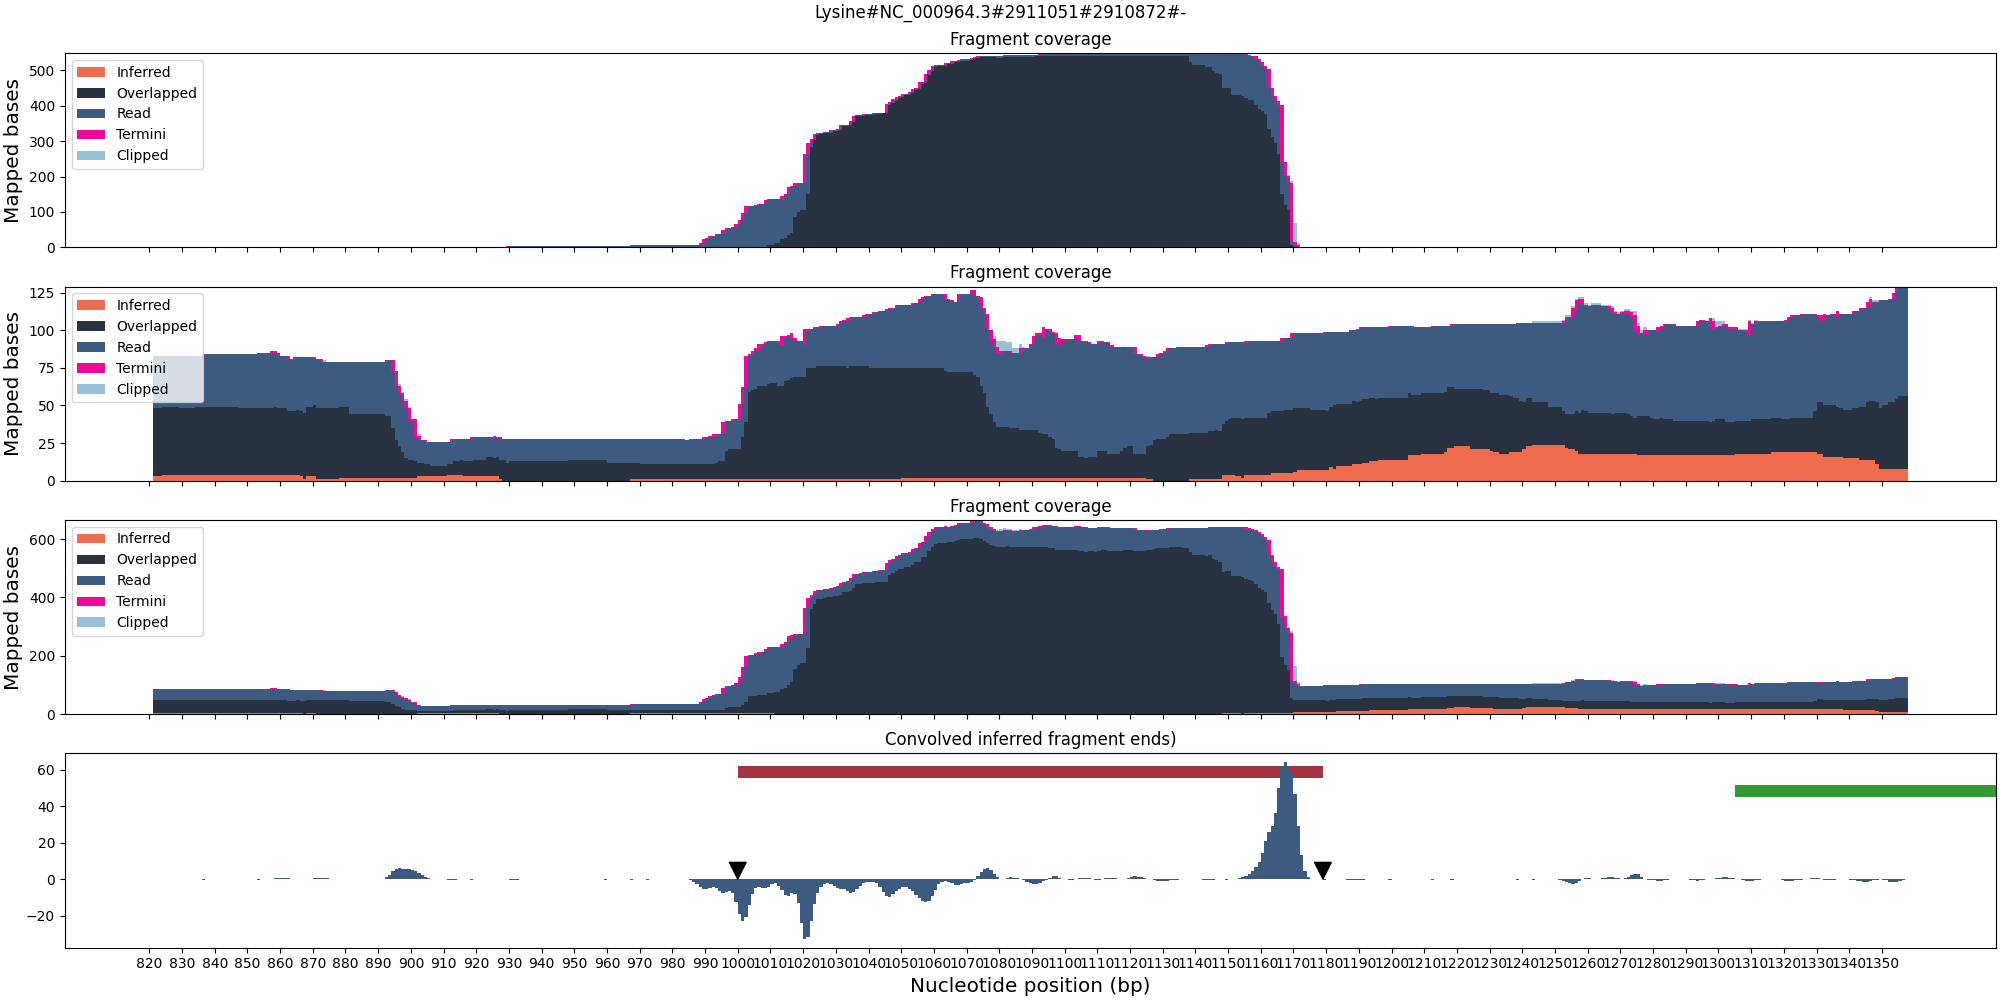 Lysine#NC_000964.3#2911051#2910872#-
Fragment coverage
Mapped bases
500
400
300
200
100
0
Inferred
Overlapped
Read
Termini
Clipped
Fragment coverage
Mapped bases
125
100
75
50
25
0
Inferred
Overlapped
Read
Termini
Clipped
Fragment coverage
Mapped bases
600
400
200
0
Inferred
Overlapped
Read
Termini
Clipped
Convolved inferred fragment ends)
60
40
20
0
−20
820 830 840 850 860 870 880 890 900 910 920 930 940 950 960 970 980 990 1000 1010 1020 1030 1040 1050 1060 1070 1080 1090 1100 1110 1120 1130 1140 1150 1160 1170 1180 1190 1200 1210 1220 1230 1240 1250 1260 1270 1280 1290 1300 1310 1320 1330 1340 1350
Nucleotide position (bp)